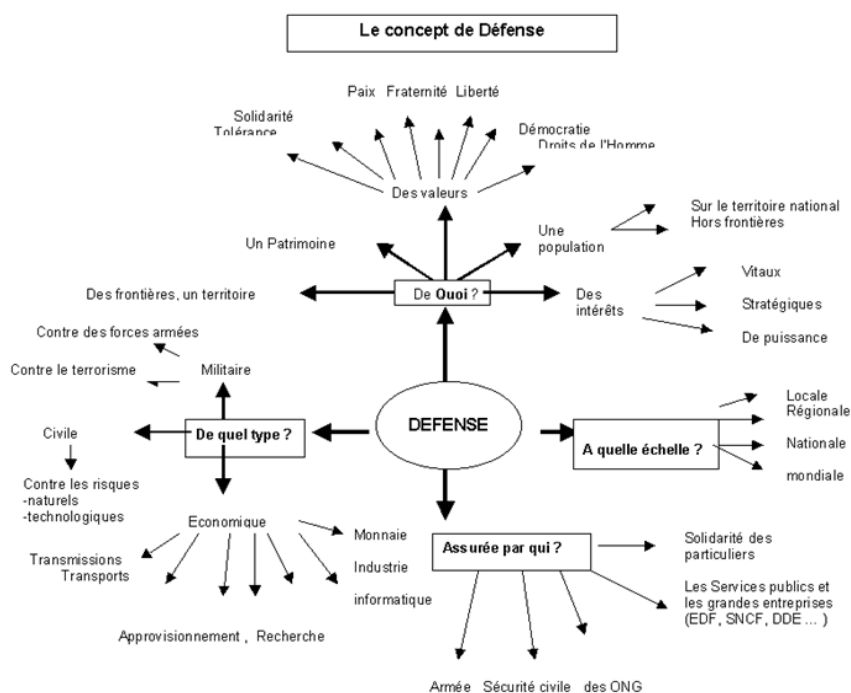 Le concept de Défense
Paix Fraternité Liberté
Solidarité
Tolérance
Démocratie
Droits de l'Homme
Des valeurs
Un Patrimoine
Une
population
Sur le territoire national
Hors frontières
Des frontières, un territoire
De Quoi ?
Des
intérêts
Vitaux
Stratégiques
De puissance
Contre des forces armées
Contre le terrorisme
Militaire
Civile
De quel type ?
DEFENSE
A quelle échelle ?
Locale
Régionale
Nationale
mondiale
Contre les risques
-naturels
-technologiques
Economique
Monnaie
Industrie
informatique
Transmissions
Transports
Approvisionnement , Recherche
Assurée par qui ?
Solidarité des
particuliers
Les Services publics et
les grandes entreprises
(EDF, SNCF, DDE ... )
Armée Sécurité civile des ONG